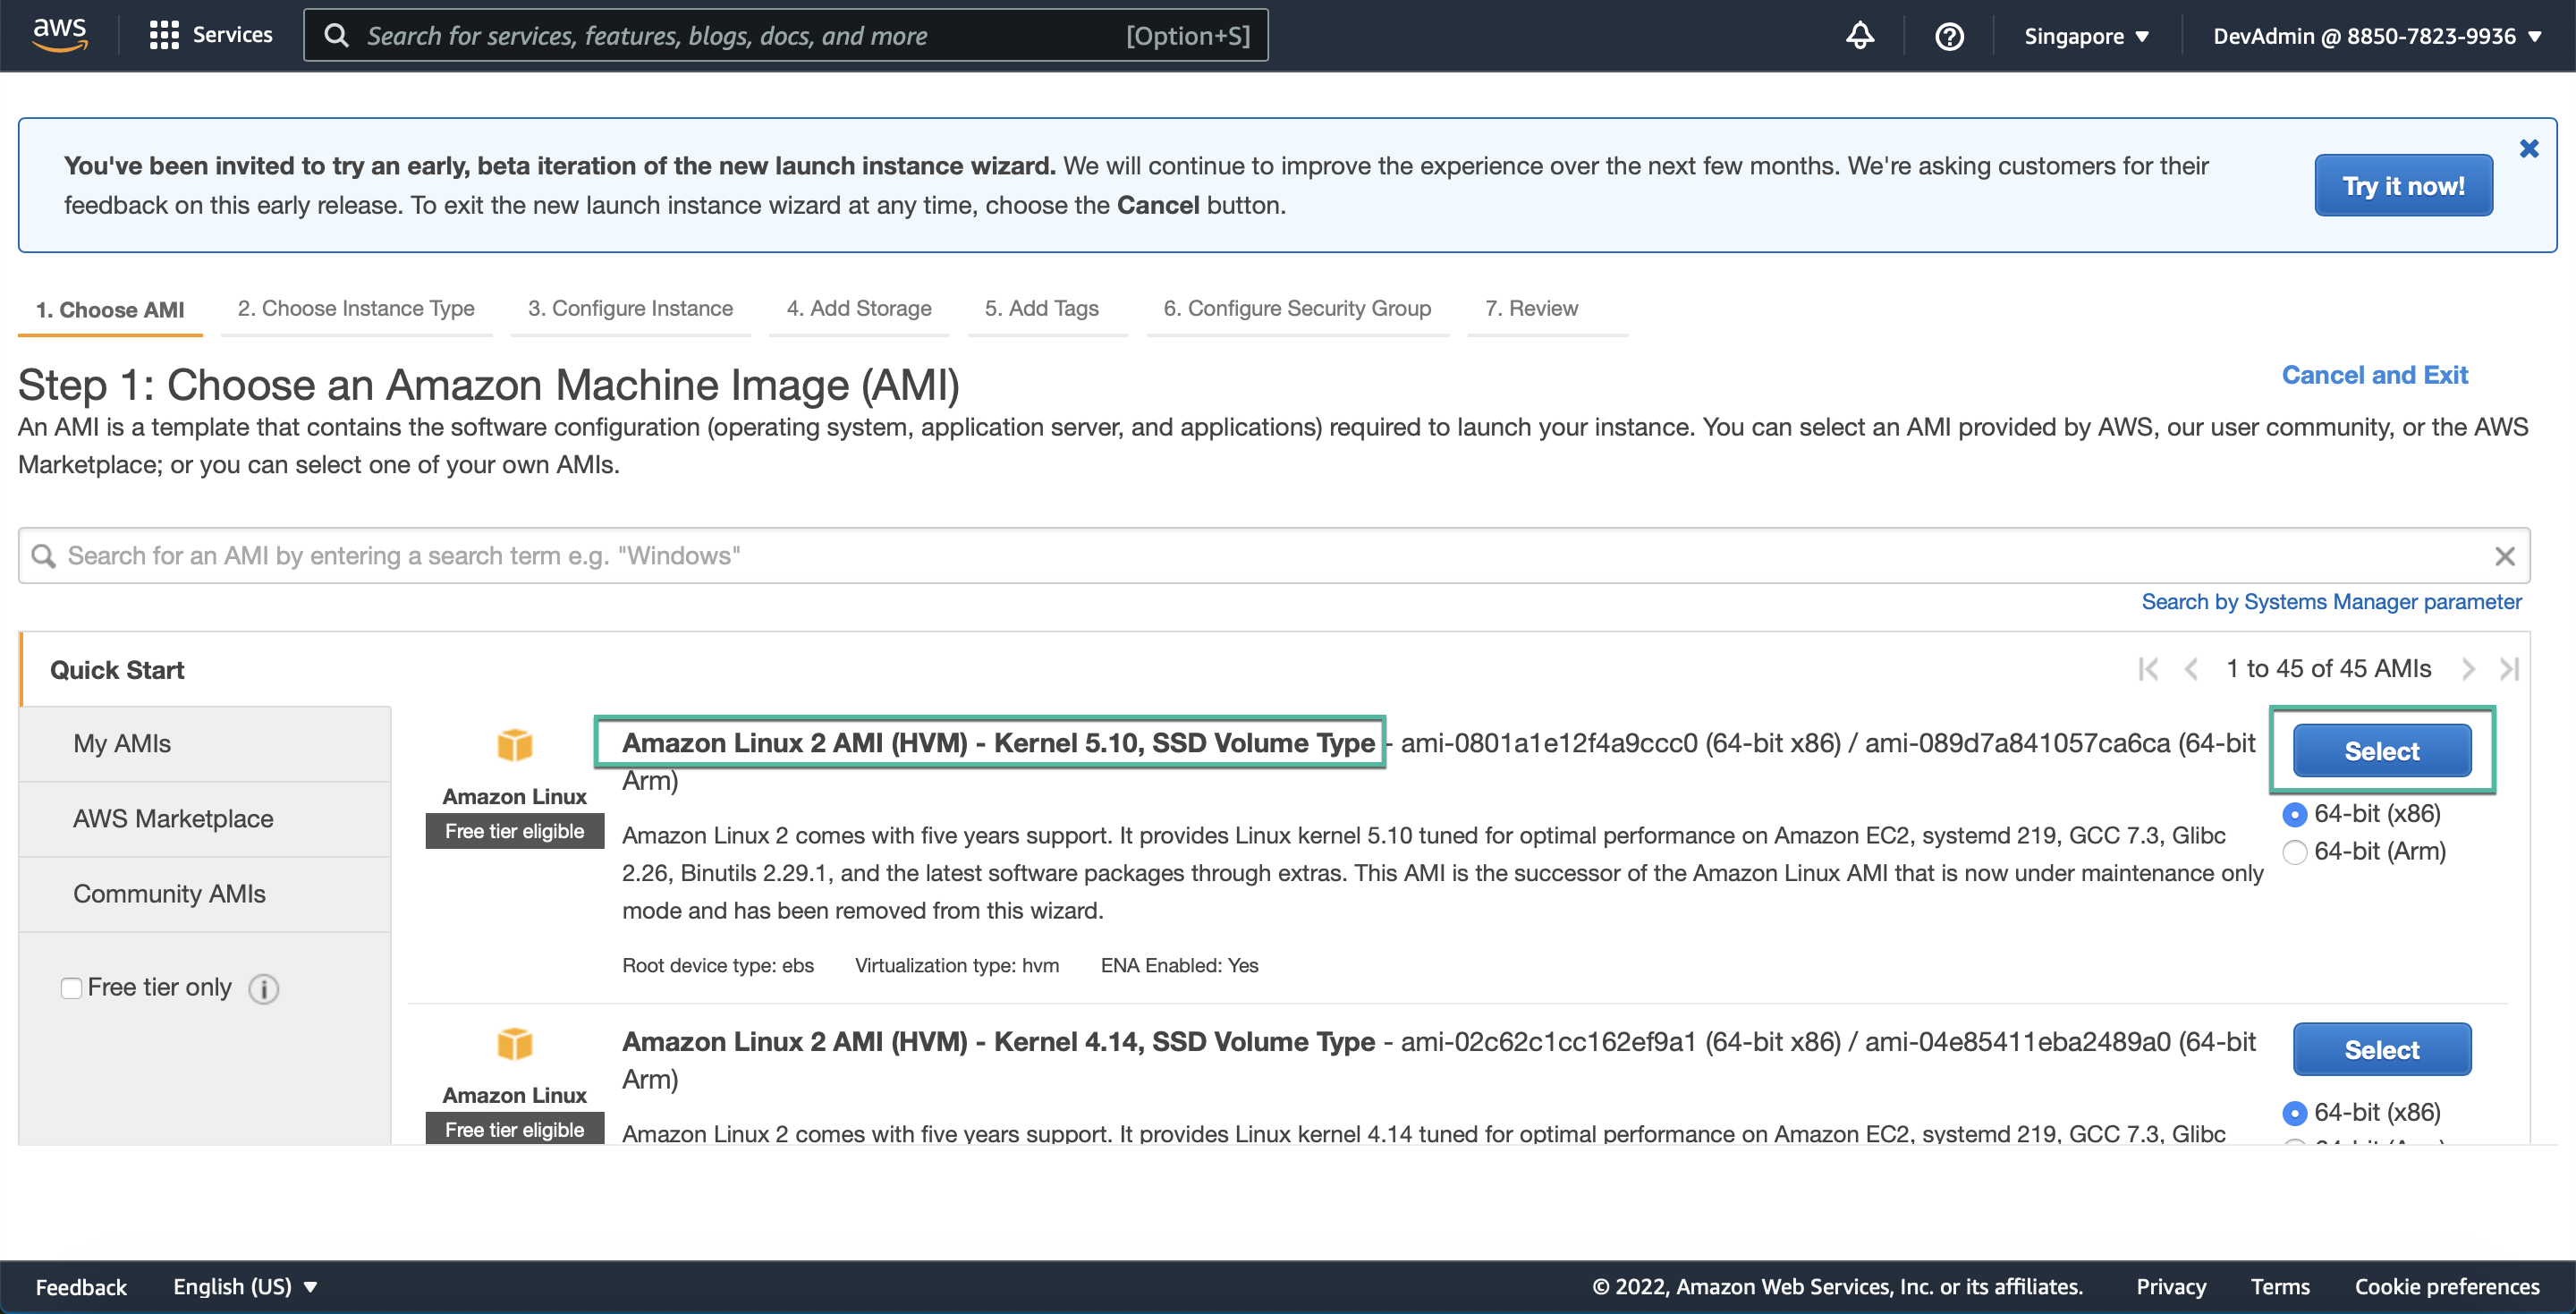 aws
Services
Search for services, features, blogs, docs, and more
[Option+S]
Singapore
DevAdmin @ 8850-7823-9936
You've been invited to try an early, beta iteration of the new launch instance wizard. We will continue to improve the experience over the next few months. We're asking customers for their
feedback on this early release. To exit the new launch instance wizard at any time, choose the Cancel button.
Try it now!
1. Choose AMI
2. Choose Instance Type
3. Configure Instance
4. Add Storage
5. Add Tags
6. Configure Security Group
7. Review
Step 1: Choose an Amazon Machine Image (AMI)
Cancel and Exit
An AMI is a template that contains the software configuration (operating system, application server, and applications) required to launch your instance. You can select an AMI provided by AWS, our user community, or the AWS
Marketplace; or you can select one of your own AMIs.
Search for an AMI by entering a search term e.g. "Windows"
Search by Systems Manager parameter
Quick Start
1 to 45 of 45 AMIs
My AMIs
AWS Marketplace
Community AMIs
Free tier only
Amazon Linux
Free tier eligible
Amazon Linux 2 AMI (HVM) - Kernel 5.10, SSD Volume Type - ami-0801a1e12f4a9ccc0 (64-bit x86) / ami-089d7a841057ca6ca (64-bit
Arm)
Amazon Linux 2 comes with five years support. It provides Linux kernel 5.10 tuned for optimal performance on Amazon EC2, systemd 219, GCC 7.3, Glibc
2.26, Binutils 2.29.1, and the latest software packages through extras. This AMI is the successor of the Amazon Linux AMI that is now under maintenance only
mode and has been removed from this wizard.
Root device type: ebs
Virtualization type: hvm
ENA Enabled: Yes
Select
64-bit (x86)
64-bit (Arm)
Amazon Linux
Free tier eligible
Amazon Linux 2 AMI (HVM) - Kernel 4.14, SSD Volume Type - ami-02c62c1cc162ef9a1 (64-bit x86) / ami-04e85411eba2489a0 (64-bit
Arm)
Amazon Linux 2 comes with five years support. It provides Linux kernel 4.14 tuned for optimal performance on Amazon EC2, systemd 219, GCC 7.3, Glibc
Select
64-bit (x86)
Feedback
English (US)
© 2022, Amazon Web Services, Inc. or its affiliates.
Privacy
Terms
Cookie preferences